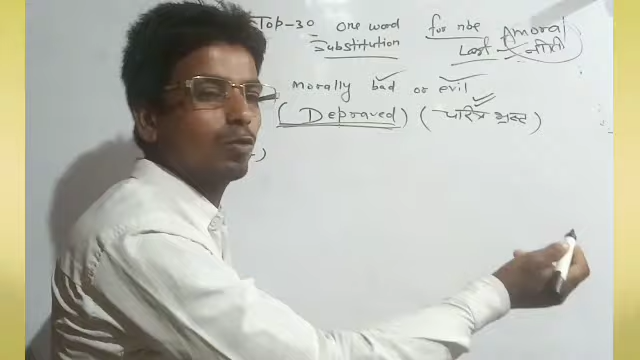 Top-30 one word for nbe Amoral
Substitution Last
morally bad or evil
(Depraved) (चरित्र भ्रष्ट)